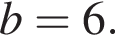 b = 6.